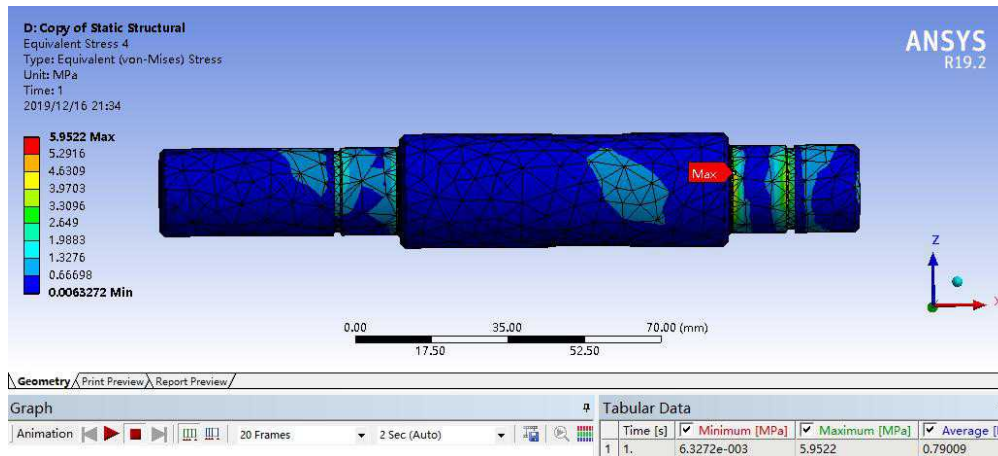 D: Copy of Static Structural
Equivalent Stress 4
Type: Equivalent (von-Mises) Stress
Unit: MPa
Time: 1
2019/12/16 21:34
ANSYS
R19.2
5.9522 Max
5.2916
4.6309
3.9703
3.3096
2.649
1.9883
1.3276
0.66698
0.0063272 Min
Max
Z
X
0.00 35.00 70.00 (mm)
17.50 52.50
Geometry Print Preview Report Preview
Graph
Animation 20 Frames 2 Sec (Auto)
Tabular Data
Time [s] Minimum [MPa] Maximum [MPa] Average [
1 1. 6.3272e-003 5.9522 0.79009